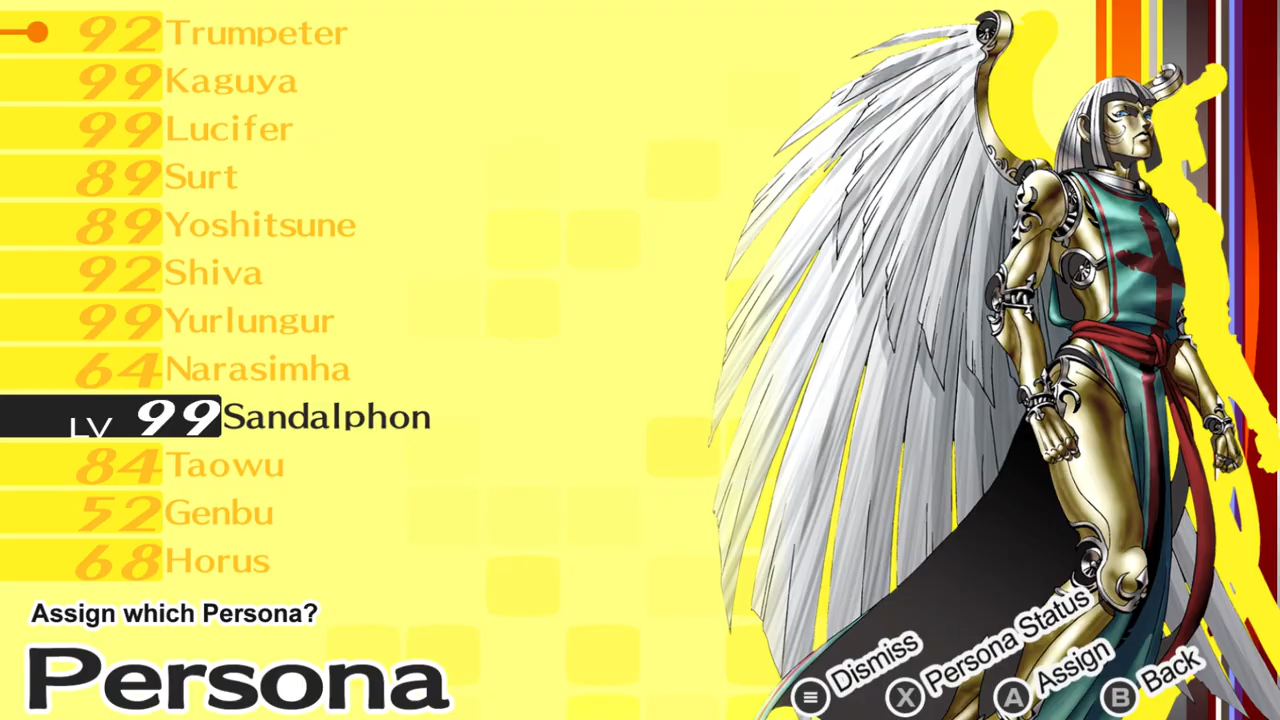 92 Trumpeter
99 Kaguya
99 Lucifer
89 Surt
89 Yoshitsune
92 Shiva
99 Yurlungur
64 Narasimha
LV 99 Sandalphon
84 Taowu
52 Genbu
68 Horus
Assign which Persona?
Persona
Dismiss
X Persona Status
A Assign
B Back